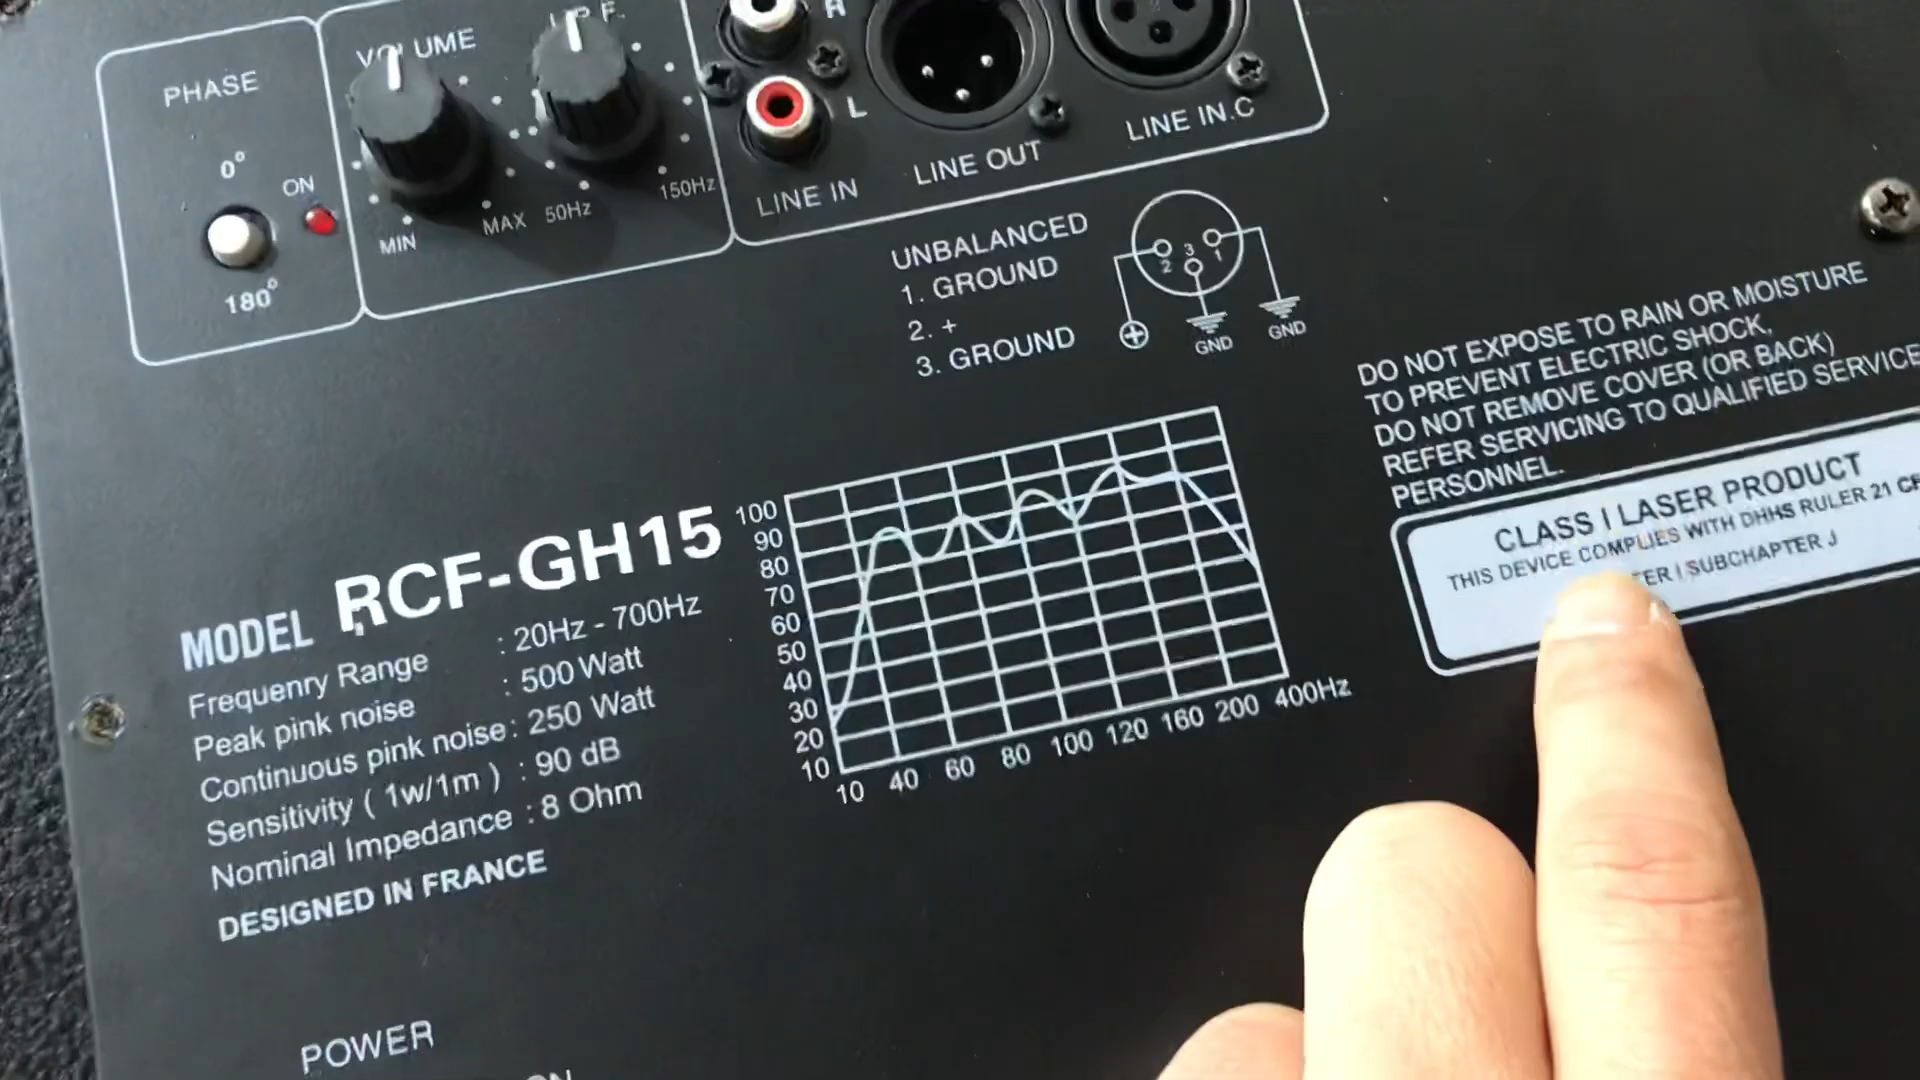 PHASE
0°
ON
180°
VOLUME
MIN
MAX
50Hz
150Hz
R
L
LINE IN
LINE OUT
LINE IN.C
UNBALANCED
1. GROUND
2. +
3. GROUND
2 3 1
GND
GND
DO NOT EXPOSE TO RAIN OR MOISTURE
TO PREVENT ELECTRIC SHOCK,
DO NOT REMOVE COVER (OR BACK)
REFER SERVICING TO QUALIFIED SERVICE
PERSONNEL.
CLASS I LASER PRODUCT
THIS DEVICE COMPLIES WITH DHHS RULER 21
I SUBCHAPTER J
MODEL RCF-GH15
Frequenry Range : 20Hz - 700Hz
Peak pink noise : 500 Watt
Continuous pink noise : 250 Watt
Sensitivity ( 1w/1m ) : 90 dB
Nominal Impedance : 8 Ohm
DESIGNED IN FRANCE
100
90
80
70
60
50
40
30
20
10
10 40 60 80 100 120 160 200 400Hz
POWER
ON